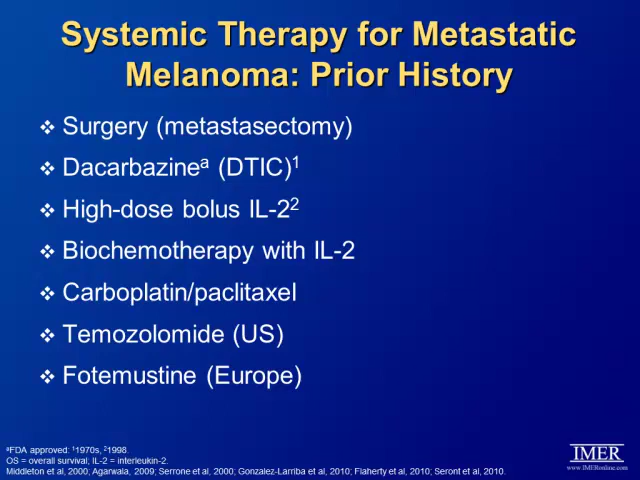 Systemic Therapy for Metastatic
Melanoma: Prior History
❖ Surgery (metastasectomy)
❖ Dacarbazineᵃ (DTIC)¹
❖ High-dose bolus IL-2²
❖ Biochemotherapy with IL-2
❖ Carboplatin/paclitaxel
❖ Temozolomide (US)
❖ Fotemustine (Europe)
ᵃFDA approved: ¹1970s, ²1998.
OS = overall survival; IL-2 = interleukin-2.
Middleton et al, 2000; Agarwala, 2009; Serrone et al, 2000; Gonzalez-Larriba et al, 2010; Flaherty et al, 2010; Seront et al, 2010.
IMER
www.IMERonline.com